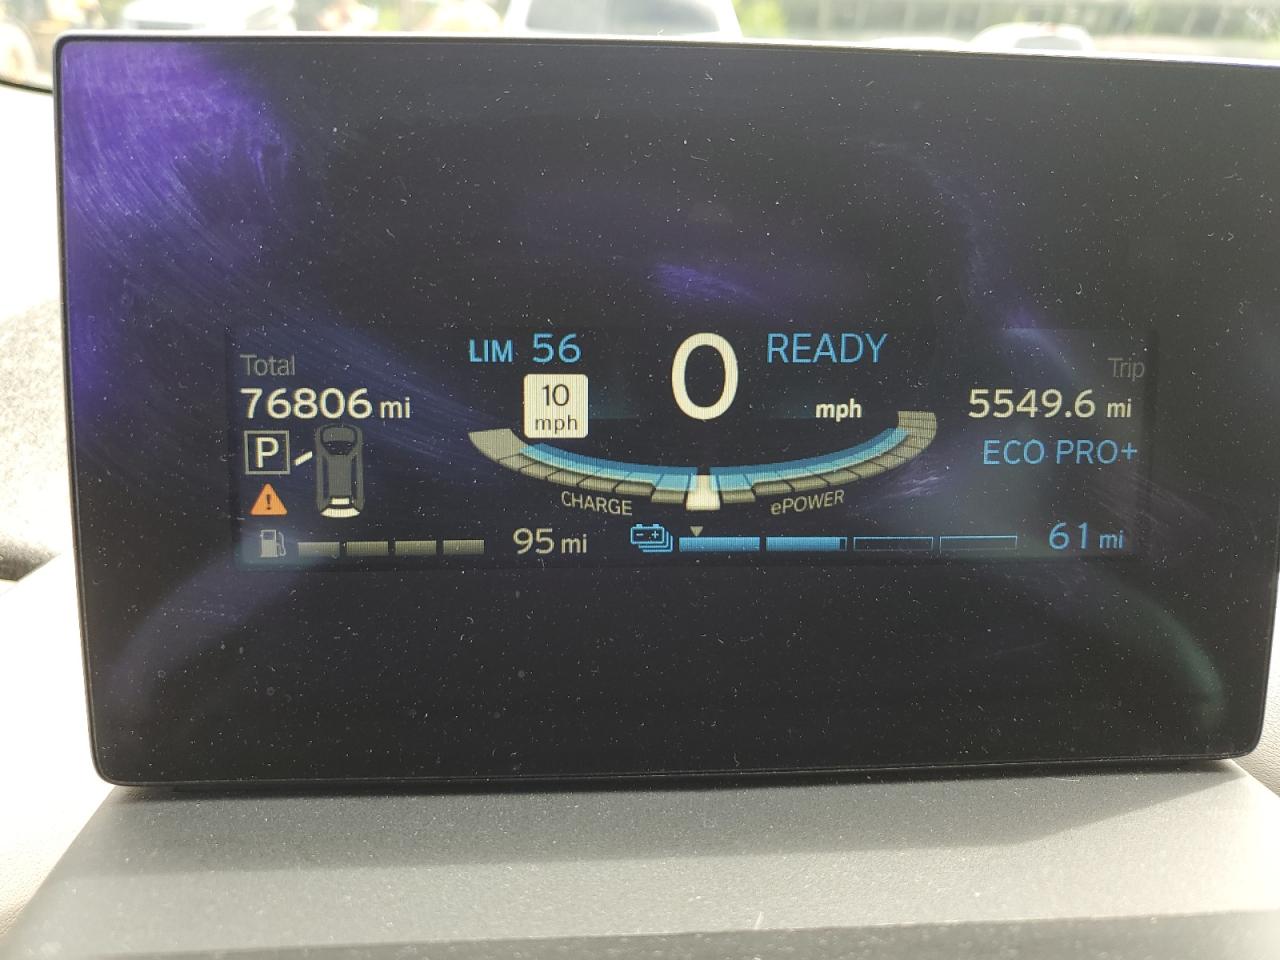 LIM 56
0
READY
Total
76806 mi
10
mph
mph
Trip
5549.6 mi
P
ECO PRO+
CHARGE
ePOWER
95 mi
61 mi